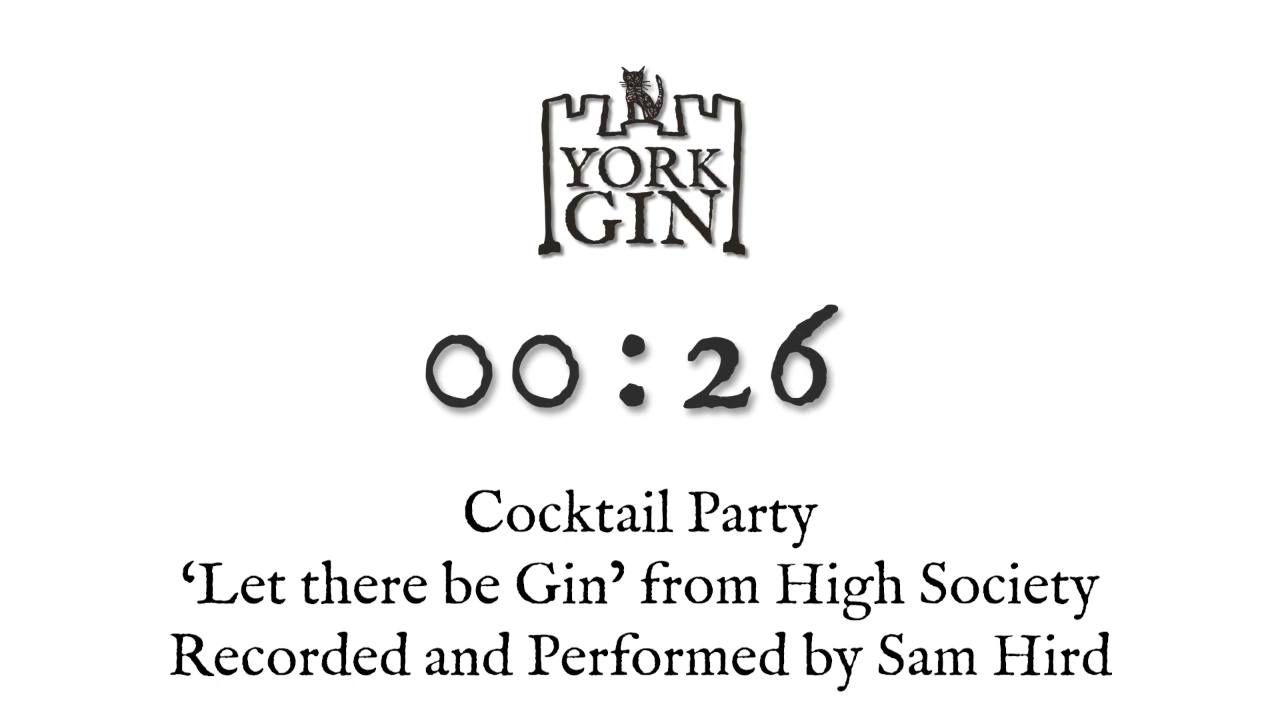 YORK
GIN
00:26
Cocktail Party
‘Let there be Gin’ from High Society
Recorded and Performed by Sam Hird